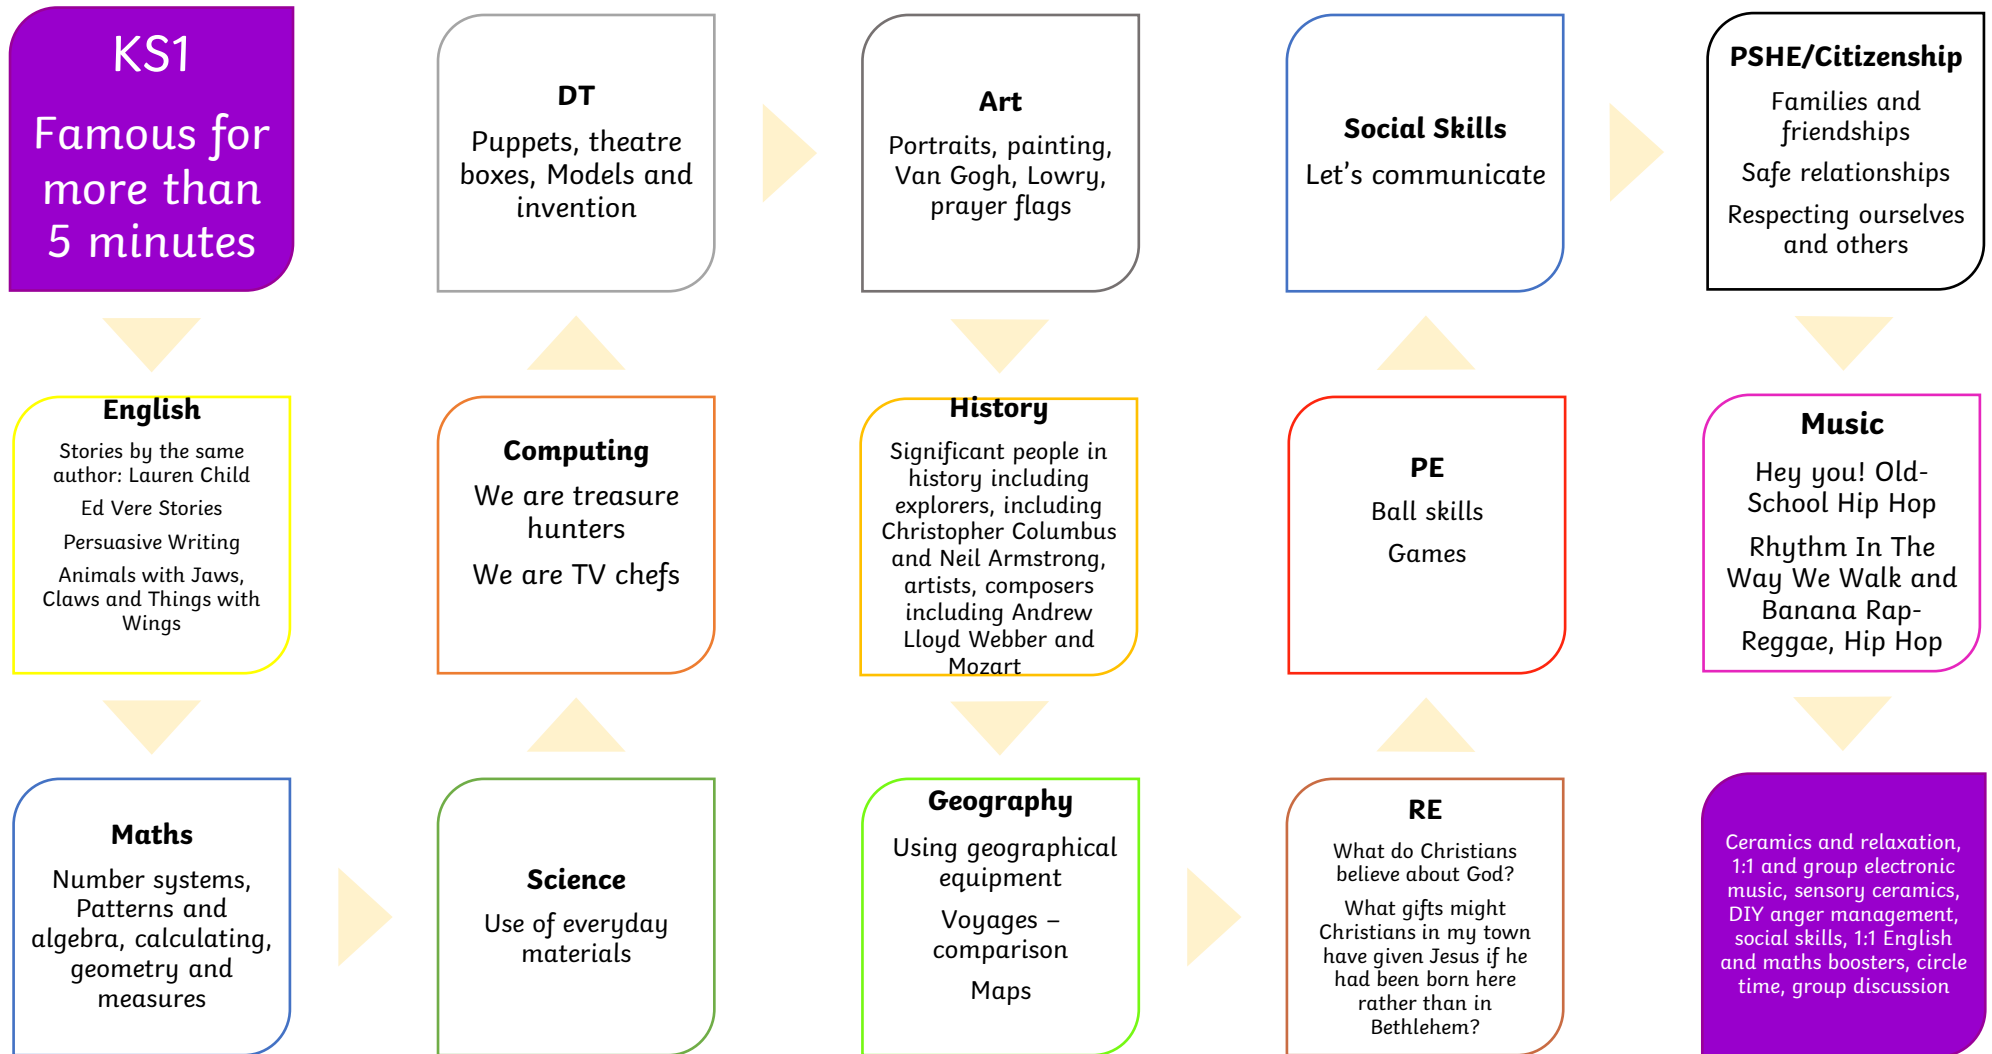 KS1
Famous for
more than
5 minutes
English
Stories by the same
author: Lauren Child
Ed Vere Stories
Persuasive Writing
Animals with Jaws,
Claws and Things with
Wings
Maths
Number systems,
Patterns and
algebra, calculating,
geometry and
measures
Science
Use of everyday
materials
Computing
We are treasure
hunters
We are TV chefs
DT
Puppets, theatre
boxes, Models and
invention
Art
Portraits, painting,
Van Gogh, Lowry,
prayer flags
History
Significant people in
history including
explorers, including
Christopher Columbus
and Neil Armstrong,
artists, composers
including Andrew
Lloyd Webber and
Mozart
Geography
Using geographical
equipment
Voyages –
comparison
Maps
RE
What do Christians
believe about God?
What gifts might
Christians in my town
have given Jesus if he
had been born here
rather than in
Bethlehem?
PE
Ball skills
Games
Social Skills
Let's communicate
PSHE/Citizenship
Families and
friendships
Safe relationships
Respecting ourselves
and others
Music
Hey you! Old-
School Hip Hop
Rhythm In The
Way We Walk and
Banana Rap-
Reggae, Hip Hop
Ceramics and relaxation,
1:1 and group electronic
music, sensory ceramics,
DIY anger management,
social skills, 1:1 English
and maths boosters, circle
time, group discussion